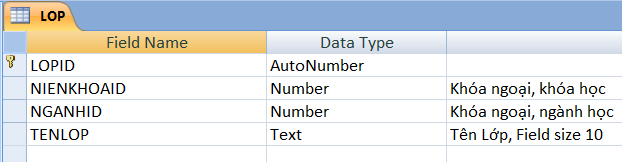 LOP
Field Name Data Type
LOPID AutoNumber
NIENKHOAID Number Khóa ngoại, khóa học
NGANHID Number Khóa ngoại, ngành học
TENLOP Text Tên Lớp, Field size 10